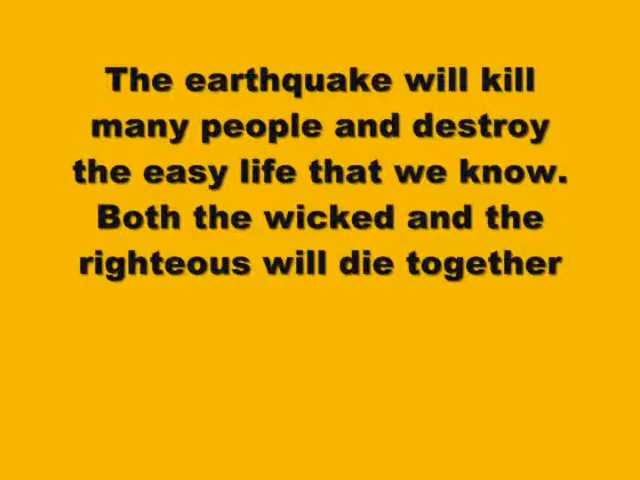 The earthquake will kill
many people and destroy
the easy life that we know.
Both the wicked and the
righteous will die together